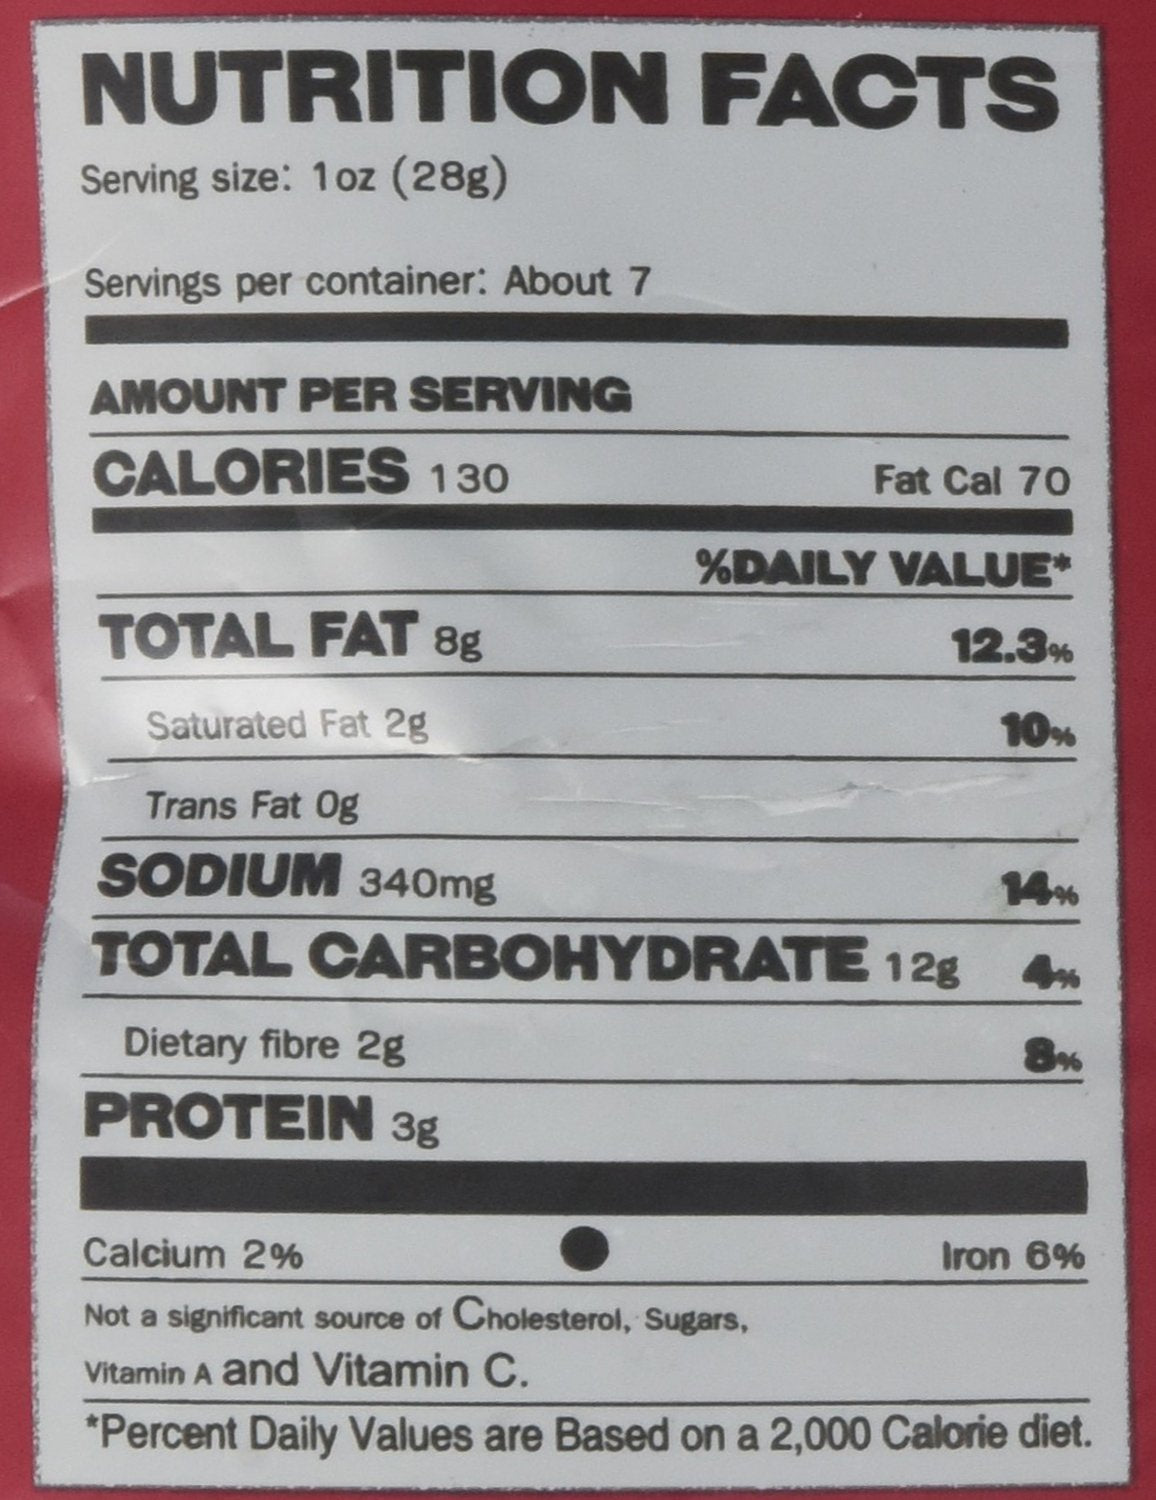 NUTRITION FACTS
Serving size: 1oz (28g)
Servings per container: About 7
AMOUNT PER SERVING
CALORIES 130 Fat Cal 70
%DAILY VALUE*
TOTAL FAT 8g 12.3%
Saturated Fat 2g 10%
Trans Fat 0g
SODIUM 340mg 14%
TOTAL CARBOHYDRATE 12g 4%
Dietary fibre 2g 8%
PROTEIN 3g
Calcium 2% ● Iron 6%
Not a significant source of Cholesterol, Sugars,
Vitamin A and Vitamin C.
*Percent Daily Values are Based on a 2,000 Calorie diet.